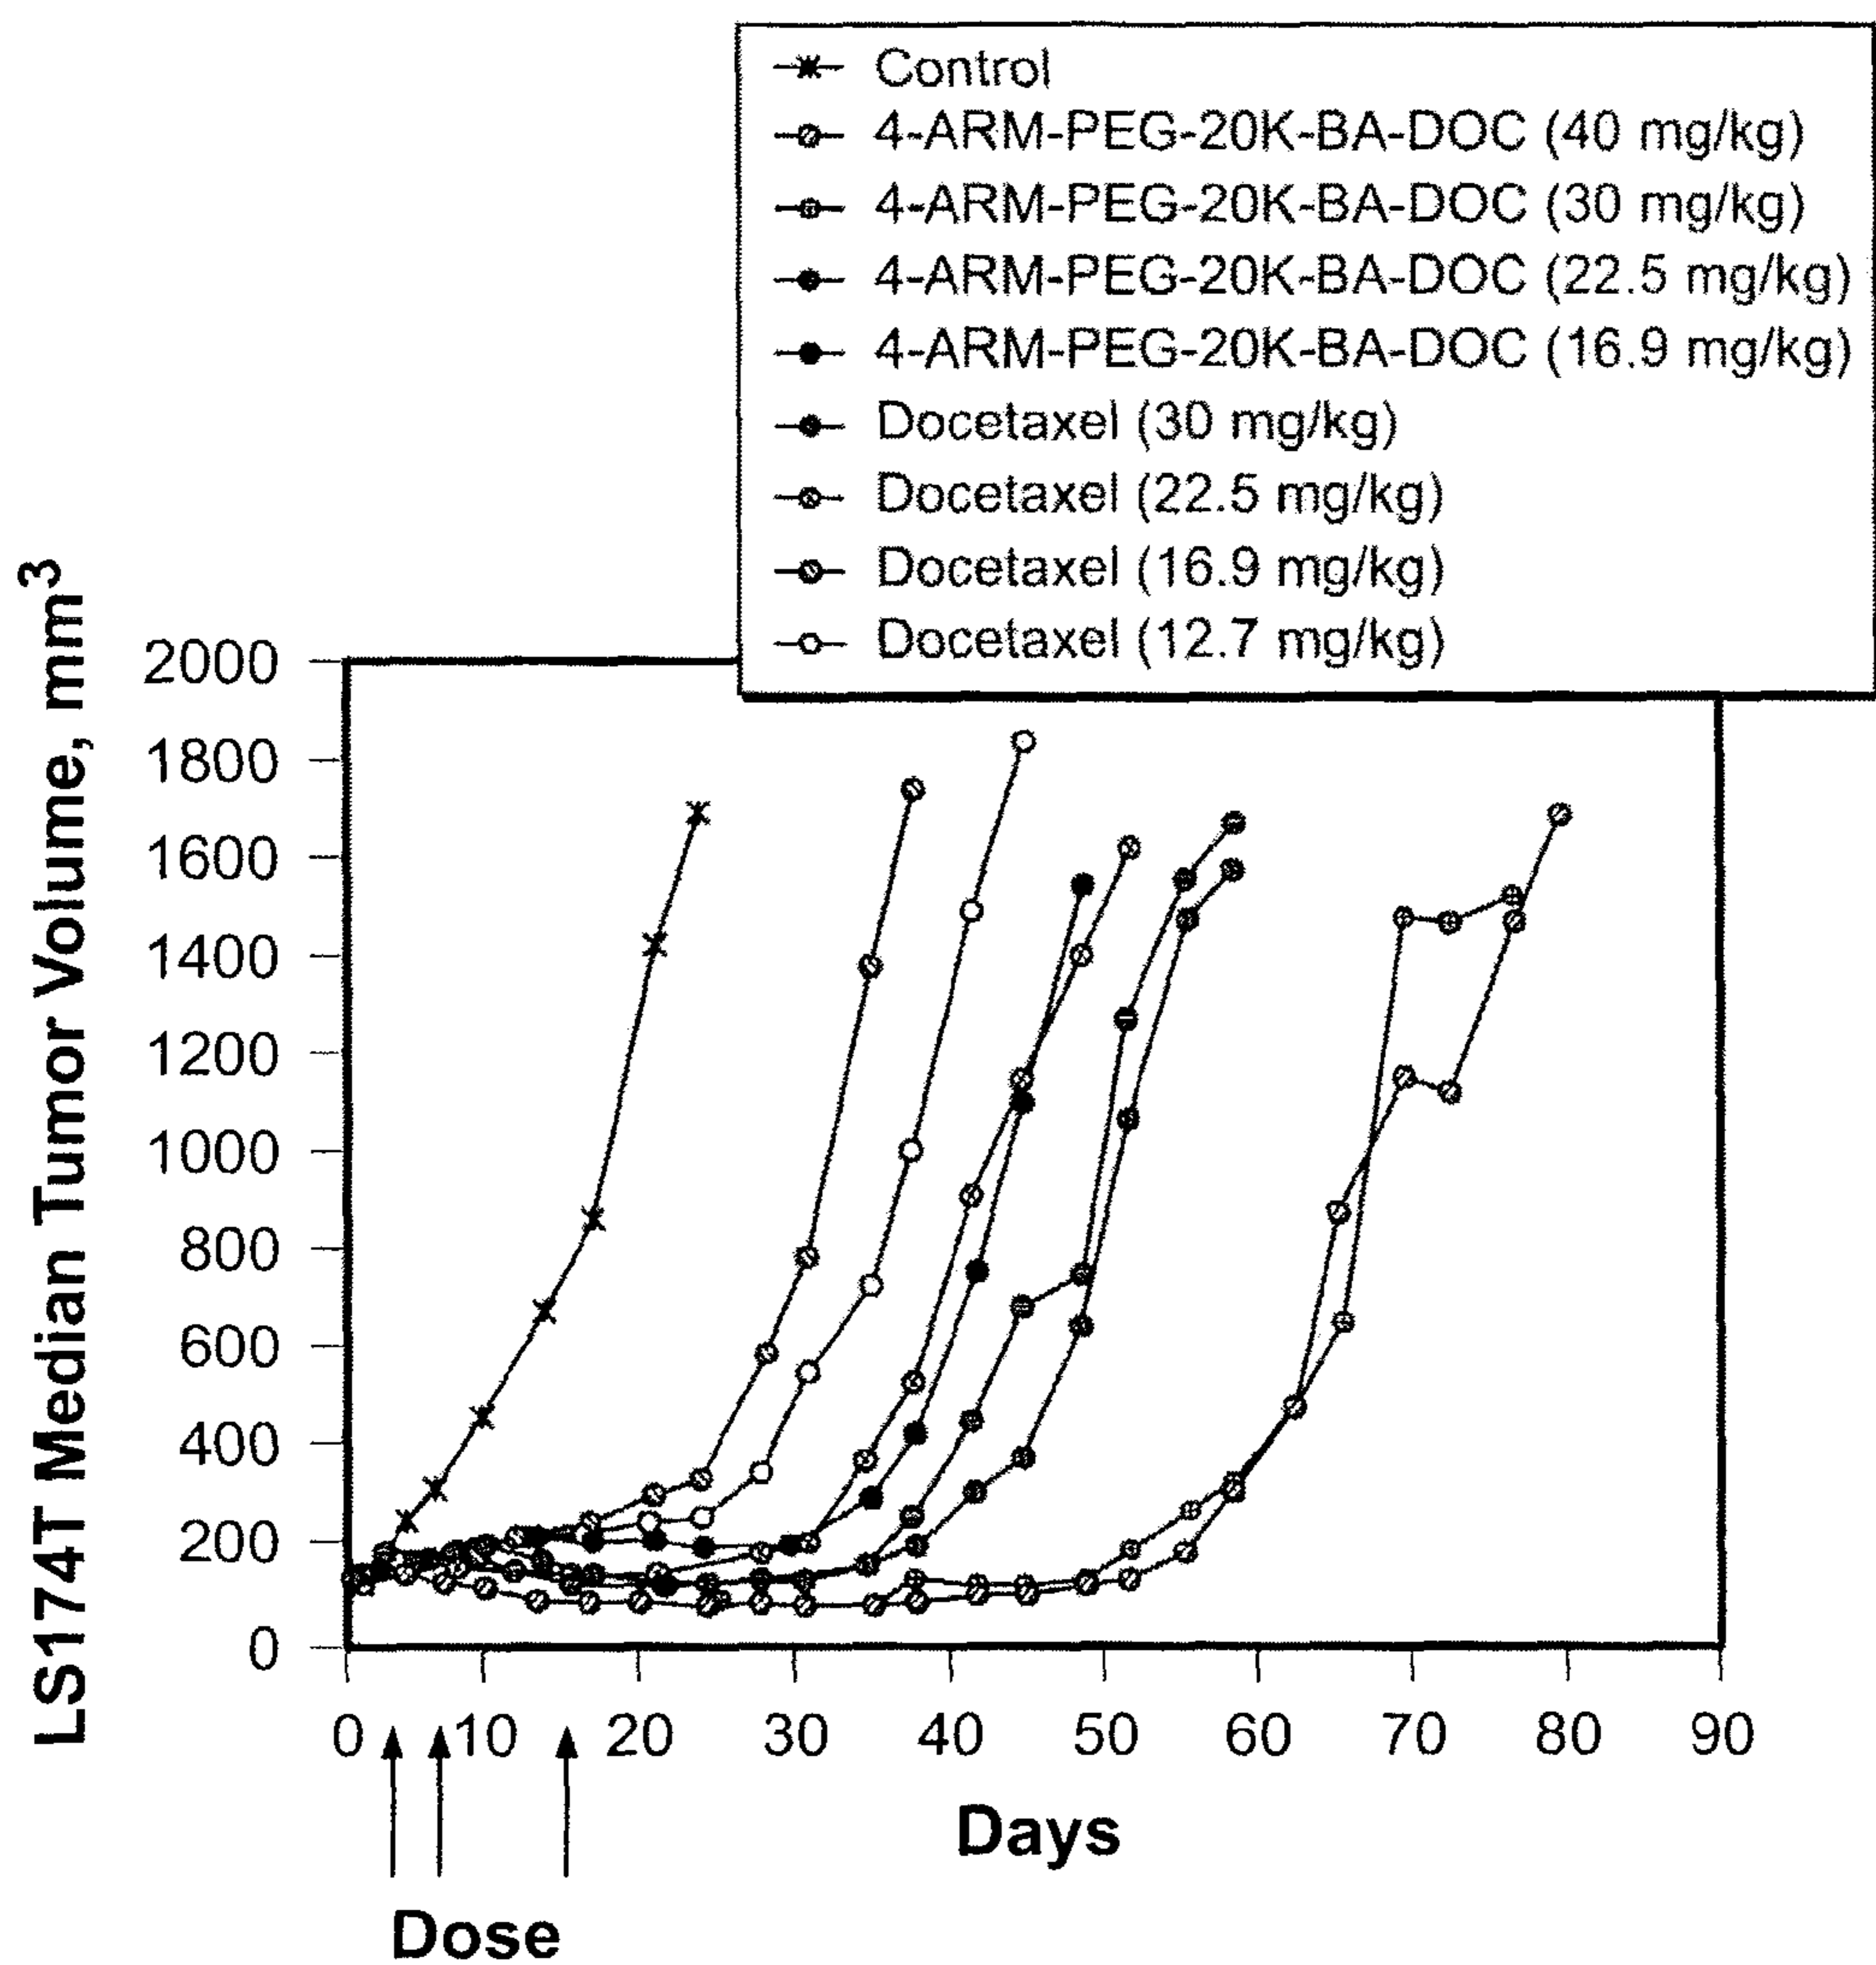 Control
4-ARM-PEG-20K-BA-DOC (40 mg/kg)
4-ARM-PEG-20K-BA-DOC (30 mg/kg)
4-ARM-PEG-20K-BA-DOC (22.5 mg/kg)
4-ARM-PEG-20K-BA-DOC (16.9 mg/kg)
Docetaxel (30 mg/kg)
Docetaxel (22.5 mg/kg)
Docetaxel (16.9 mg/kg)
Docetaxel (12.7 mg/kg)
LS174T Median Tumor Volume, mm³
2000
1800
1600
1400
1200
1000
800
600
400
200
0
0 10 20 30 40 50 60 70 80 90
Days
Dose